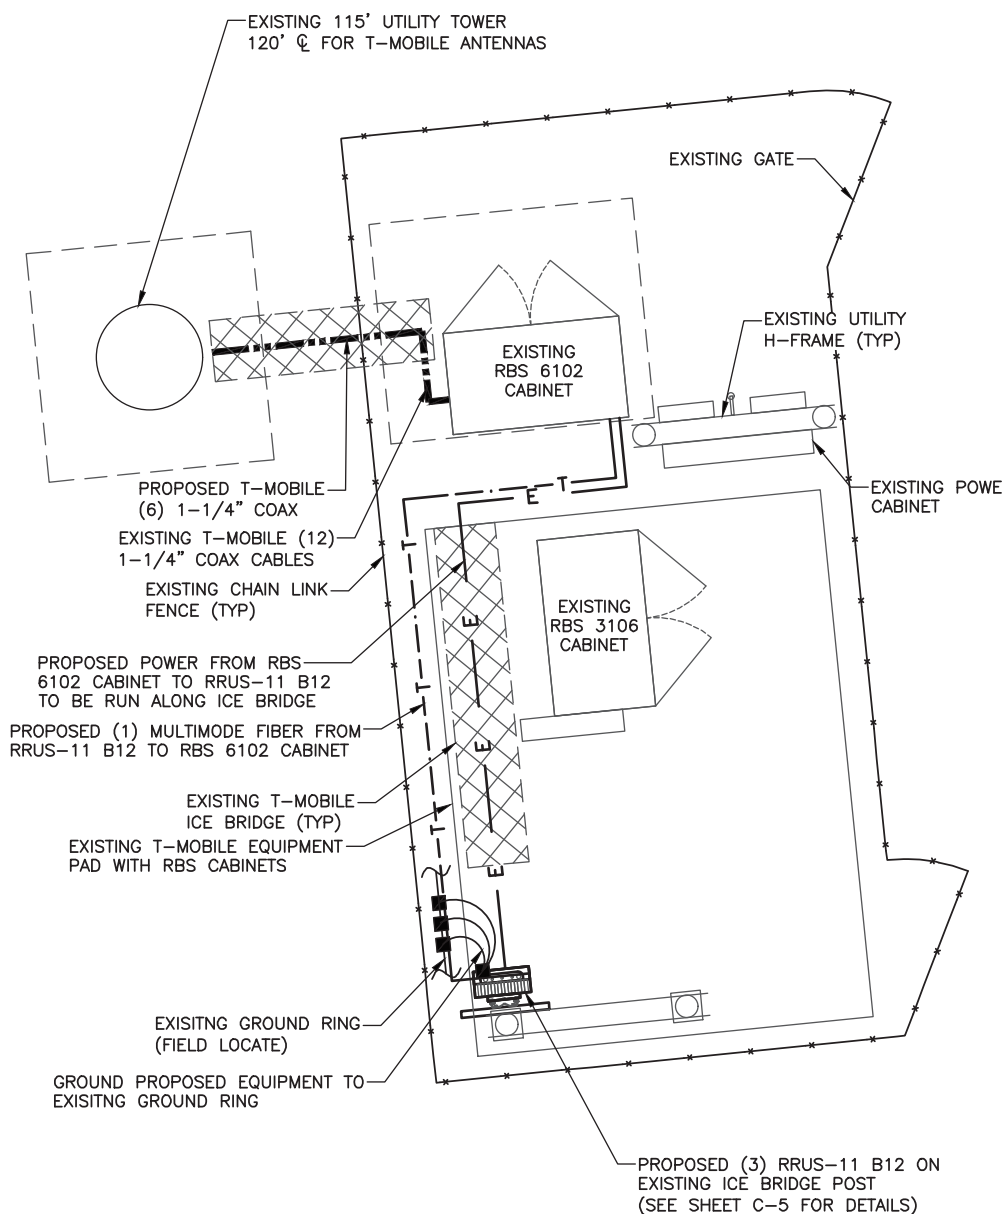 EXISTING 115' UTILITY TOWER
120' ℄ FOR T-MOBILE ANTENNAS
EXISTING GATE
EXISTING UTILITY
H-FRAME (TYP)
EXISTING
RBS 6102
CABINET
PROPOSED T-MOBILE
(6) 1-1/4" COAX
EXISTING POWE
CABINET
E T
EXISTING T-MOBILE (12)
1-1/4" COAX CABLES
T
EXISTING CHAIN LINK
FENCE (TYP)
EXISTING
RBS 3106
CABINET
E
PROPOSED POWER FROM RBS
6102 CABINET TO RRUS-11 B12
TO BE RUN ALONG ICE BRIDGE
T
T
PROPOSED (1) MULTIMODE FIBER FROM
RRUS-11 B12 TO RBS 6102 CABINET
E
EXISTING T-MOBILE
ICE BRIDGE (TYP)
T
EXISTING T-MOBILE EQUIPMENT
PAD WITH RBS CABINETS
E
EXISITNG GROUND RING
(FIELD LOCATE)
GROUND PROPOSED EQUIPMENT TO
EXISITNG GROUND RING
PROPOSED (3) RRUS-11 B12 ON
EXISTING ICE BRIDGE POST
(SEE SHEET C-5 FOR DETAILS)